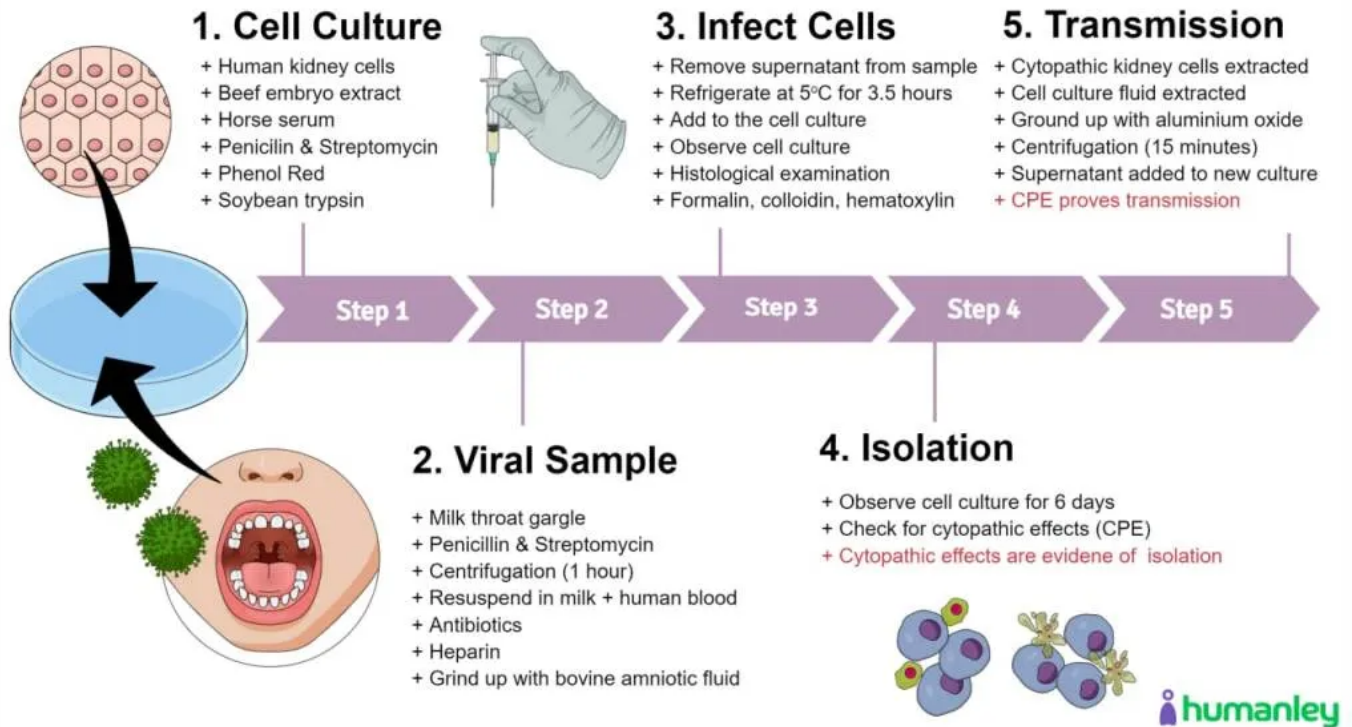 1. Cell Culture
+ Human kidney cells
+ Beef embryo extract
+ Horse serum
+ Penicilin & Streptomycin
+ Phenol Red
+ Soybean trypsin
3. Infect Cells
+ Remove supernatant from sample
+ Refrigerate at 5°C for 3.5 hours
+ Add to the cell culture
+ Observe cell culture
+ Histological examination
+ Formalin, colloidin, hematoxylin
5. Transmission
+ Cytopathic kidney cells extracted
+ Cell culture fluid extracted
+ Ground up with aluminium oxide
+ Centrifugation (15 minutes)
+ Supernatant added to new culture
+ CPE proves transmission
Step 1
Step 2
Step 3
Step 4
Step 5
2. Viral Sample
+ Milk throat gargle
+ Penicillin & Streptomycin
+ Centrifugation (1 hour)
+ Resuspend in milk + human blood
+ Antibiotics
+ Heparin
+ Grind up with bovine amniotic fluid
4. Isolation
+ Observe cell culture for 6 days
+ Check for cytopathic effects (CPE)
+ Cytopathic effects are evidene of isolation
humanley